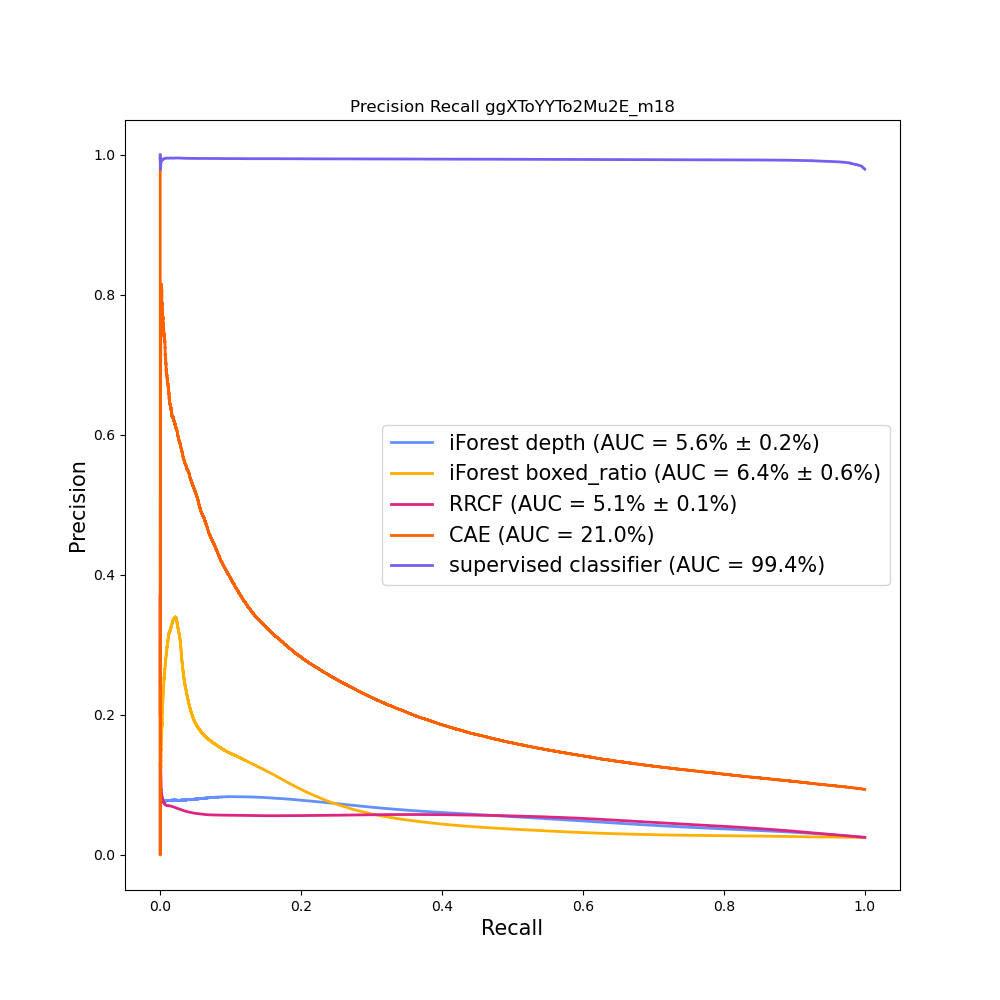 Precision Recall ggXToYYTo2Mu2E_m18
1.0
0.8
0.6
0.4
0.2
0.0
Precision
iForest depth (AUC = 5.6% ± 0.2%)
iForest boxed_ratio (AUC = 6.4% ± 0.6%)
RRCF (AUC = 5.1% ± 0.1%)
CAE (AUC = 21.0%)
supervised classifier (AUC = 99.4%)
0.0 0.2 0.4 0.6 0.8 1.0
Recall